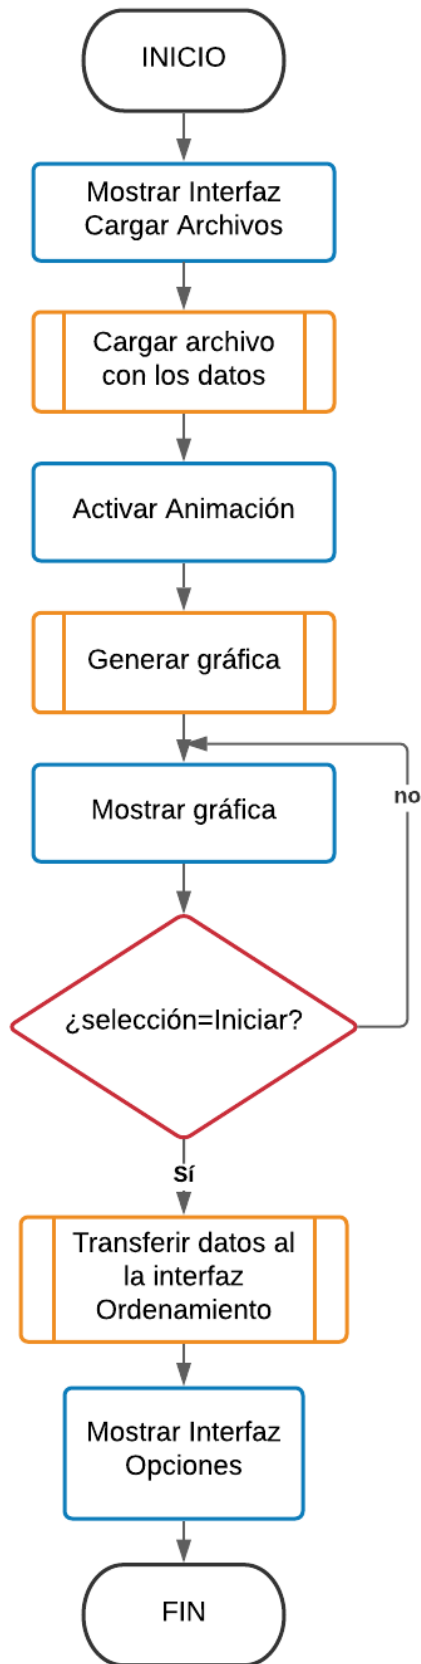 INICIO
Mostrar Interfaz
Cargar Archivos
Cargar archivo
con los datos
Activar Animación
Generar gráfica
Mostrar gráfica
no
¿selección=Iniciar?
Sí
Transferir datos al
la interfaz
Ordenamiento
Mostrar Interfaz
Opciones
FIN